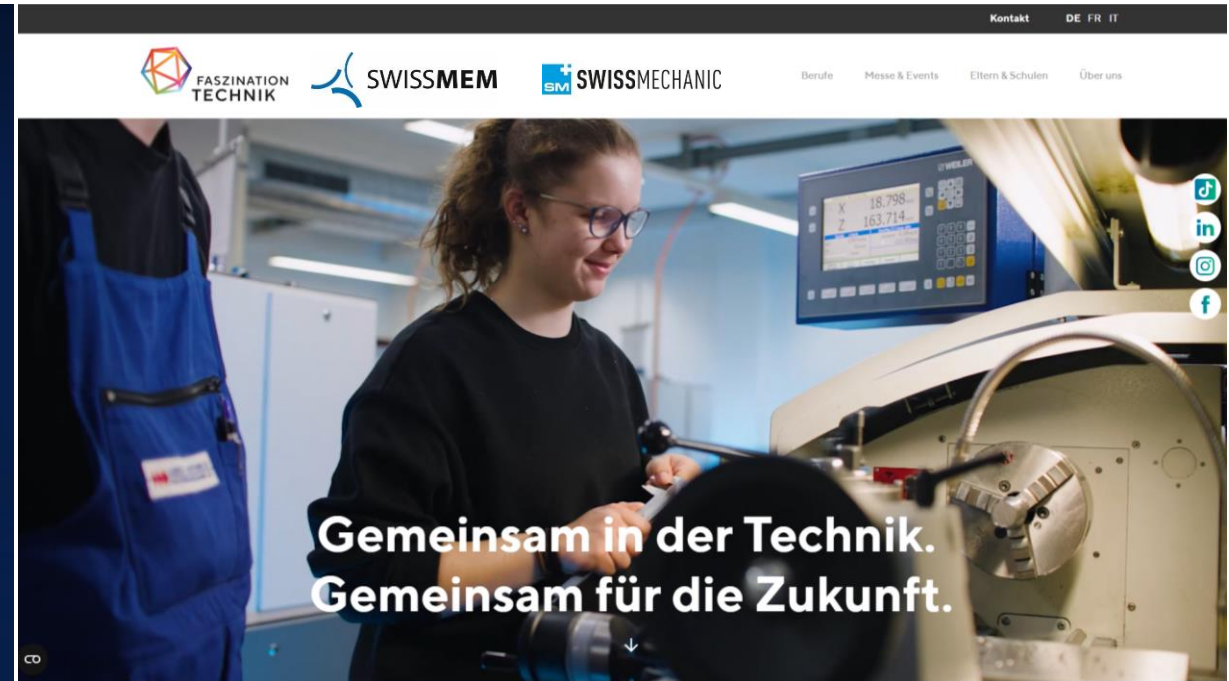 Kontakt DE FR IT
FASZINATION
TECHNIK
SWISSMEM
SM SWISSMECHANIC
Berufe Messe & Events Eltern & Schulen Über uns
WEILER
X 18.798
Z 163.714
in
f
Gemeinsam in der Technik.
Gemeinsam für die Zukunft.